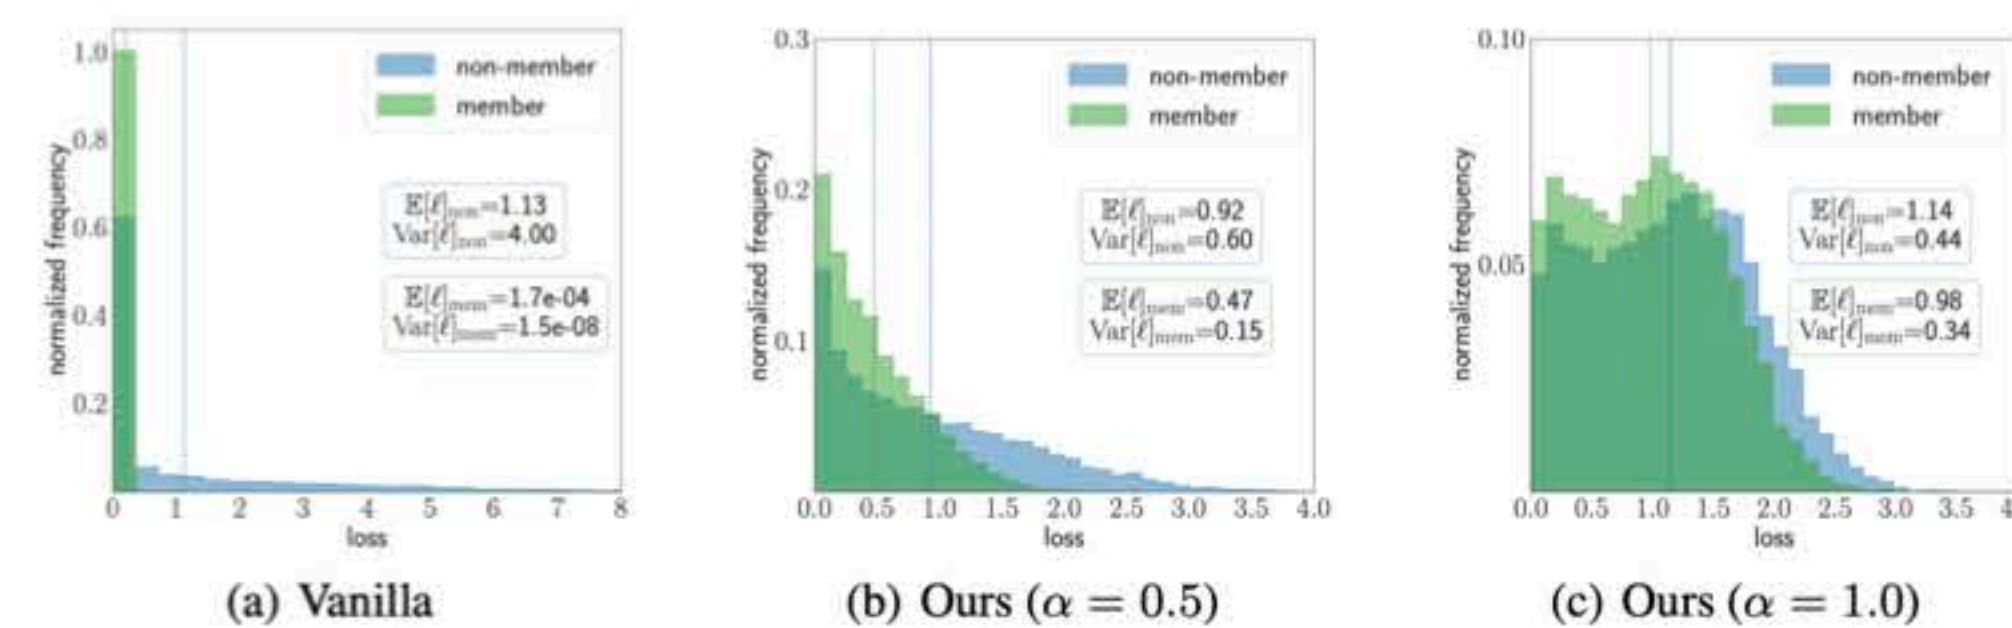 1.0
0.8
0.6
0.4
0.2
normalized frequency
non-member
member
𝔼[ℓ]non=1.13
Var[ℓ]non=4.00
𝔼[ℓ]mem=1.7e-04
Var[ℓ]mem=1.5e-08
0 1 2 3 4 5 6 7 8
loss
(a) Vanilla
0.3
0.2
0.1
normalized frequency
non-member
member
𝔼[ℓ]non=0.92
Var[ℓ]non=0.60
𝔼[ℓ]mem=0.47
Var[ℓ]mem=0.15
0.0 0.5 1.0 1.5 2.0 2.5 3.0 3.5 4.0
loss
(b) Ours (α = 0.5)
0.10
0.05
normalized frequency
non-member
member
𝔼[ℓ]non=1.14
Var[ℓ]non=0.44
𝔼[ℓ]mem=0.98
Var[ℓ]mem=0.34
0.0 0.5 1.0 1.5 2.0 2.5 3.0 3.5
loss
(c) Ours (α = 1.0)